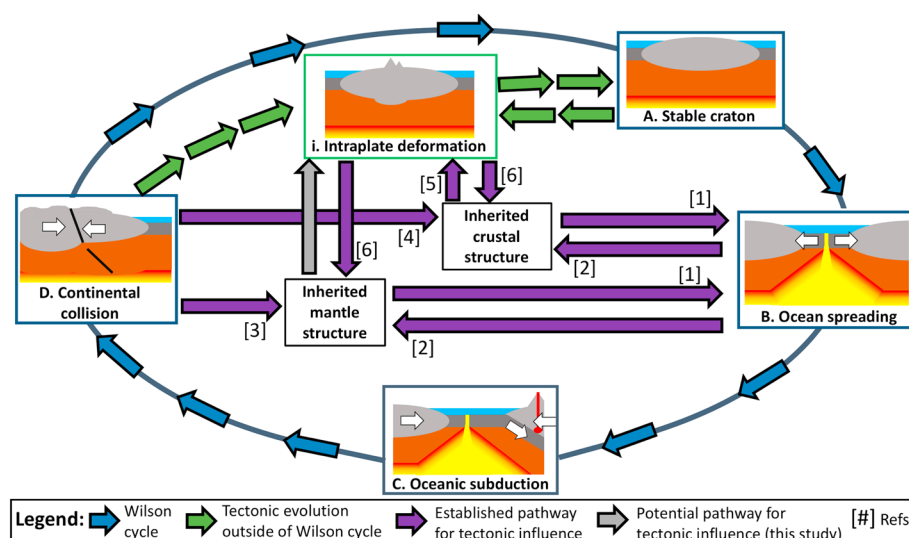 A. Stable craton
i. Intraplate deformation
[5]
[6]
[1]
[4]
Inherited
crustal
structure
[2]
[6]
[1]
D. Continental
collision
[3]
Inherited
mantle
structure
[2]
B. Ocean spreading
C. Oceanic subduction
Legend:
Wilson
cycle
Tectonic evolution
outside of Wilson cycle
Established pathway
for tectonic influence
Potential pathway for
tectonic influence (this study)
[#] Refs